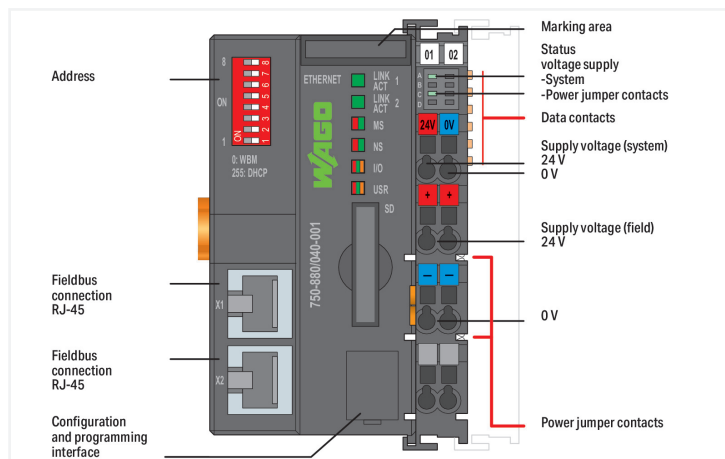 Address
Fieldbus
connection
RJ-45
Fieldbus
connection
RJ-45
Configuration
and programming
interface
8
ON
1
ON
1 2 3 4 5 6 7 8
0: WBM
255: DHCP
X1
X2
ETHERNET
LINK
ACT 1
LINK
ACT 2
MS
NS
I/O
USR
SD
WAGO
750-880/040-001
01 02
A
B
C
D
24V 0V
+ +
— —
Marking area
Status
voltage supply
-System
-Power jumper contacts
Data contacts
Supply voltage (system)
24 V
0 V
Supply voltage (field)
24 V
0 V
Power jumper contacts